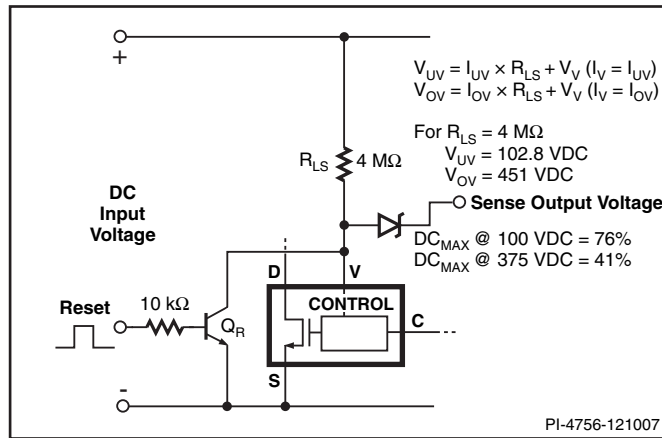 +
V_UV = I_UV × R_LS + V_V (I_V = I_UV)
V_OV = I_OV × R_LS + V_V (I_V = I_OV)
For R_LS = 4 MΩ
V_UV = 102.8 VDC
V_OV = 451 VDC
R_LS 4 MΩ
DC
Input
Voltage
Sense Output Voltage
DC_MAX @ 100 VDC = 76%
DC_MAX @ 375 VDC = 41%
D V
CONTROL
C
Reset
10 kΩ
Q_R
S
-
PI-4756-121007